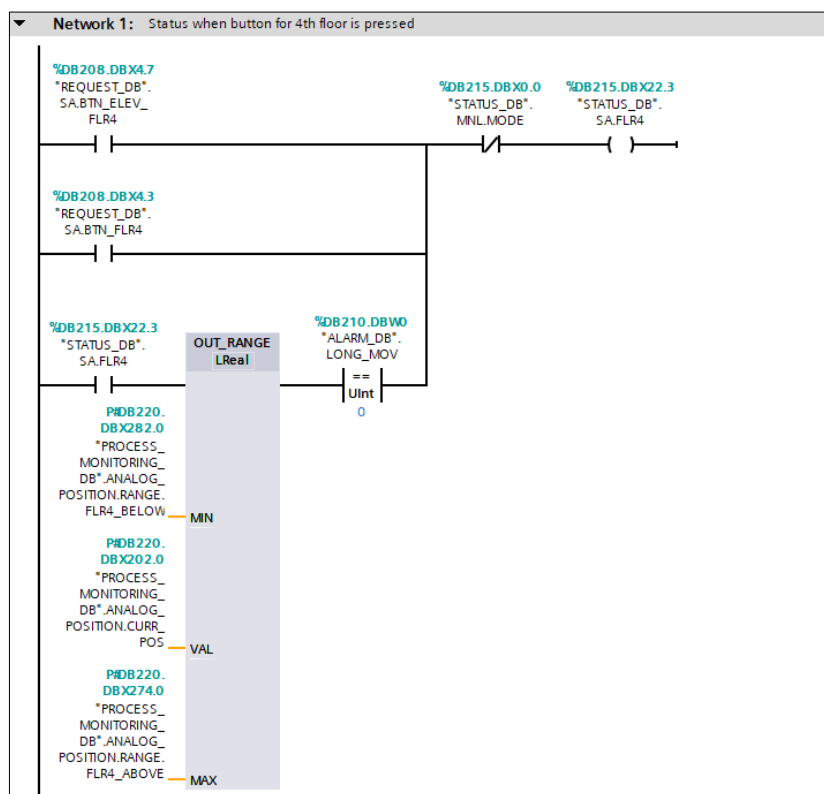 Network 1: Status when button for 4th floor is pressed
%DB208.DBX4.7
"REQUEST_DB".
SA.BTN_ELEV_
FLR4
%DB215.DBX0.0
"STATUS_DB".
MNL.MODE
%DB215.DBX22.3
"STATUS_DB".
SA.FLR4
%DB208.DBX4.3
"REQUEST_DB".
SA.BTN_FLR4
%DB215.DBX22.3
"STATUS_DB".
SA.FLR4
OUT_RANGE
LReal
%DB210.DBW0
"ALARM_DB".
LONG_MOV
==
UInt
0
P#DB220.
DBX282.0
"PROCESS_
MONITORING_
DB".ANALOG_
POSITION.RANGE.
FLR4_BELOW
MIN
P#DB220.
DBX202.0
"PROCESS_
MONITORING_
DB".ANALOG_
POSITION.CURR_
POS
VAL
P#DB220.
DBX274.0
"PROCESS_
MONITORING_
DB".ANALOG_
POSITION.RANGE.
FLR4_ABOVE
MAX